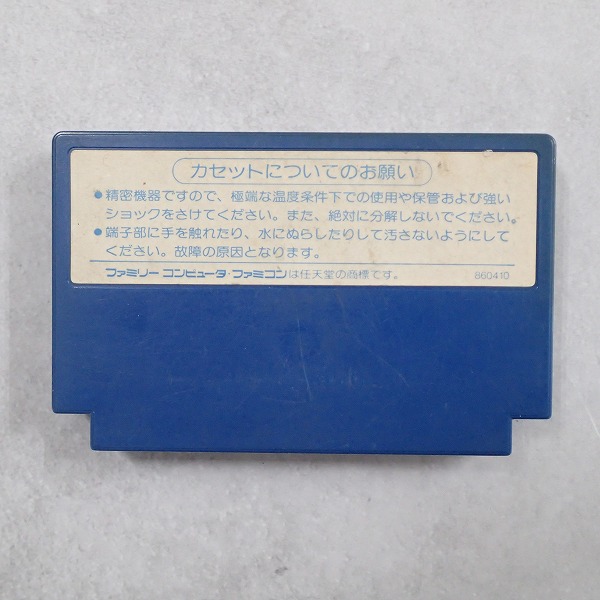 カセットについてのお願い
●精密機器ですので、極端な温度条件下での使用や保管および強い
ショックをさけてください。また、絶対に分解しないでください。
●端子部に手を触れたり、水にぬらしたりして汚さないようにして
ください。故障の原因となります。
ファミリーコンピュータ・ファミコンは任天堂の商標です。 860410